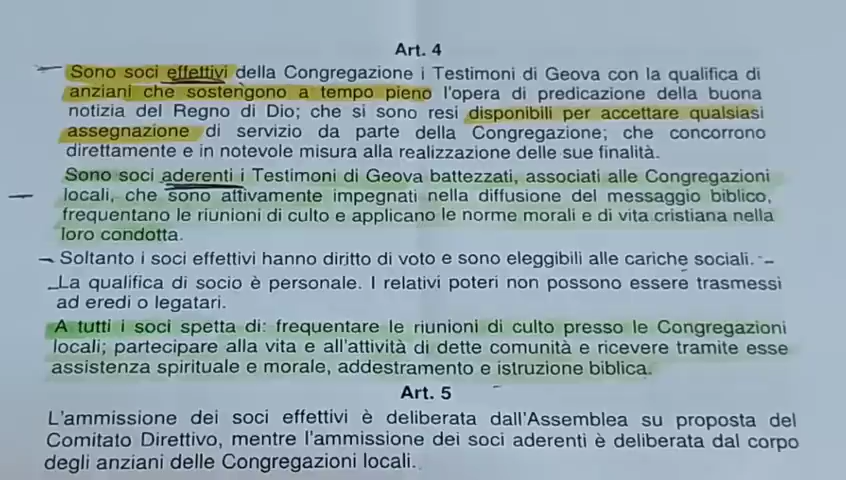 Art. 4
Sono soci effettivi della Congregazione i Testimoni di Geova con la qualifica di
anziani che sostengono a tempo pieno l'opera di predicazione della buona
notizia del Regno di Dio; che si sono resi disponibili per accettare qualsiasi
assegnazione di servizio da parte della Congregazione; che concorrono
direttamente e in notevole misura alla realizzazione delle sue finalità.
Sono soci aderenti i Testimoni di Geova battezzati, associati alle Congregazioni
locali, che sono attivamente impegnati nella diffusione del messaggio biblico,
frequentano le riunioni di culto e applicano le norme morali e di vita cristiana nella
loro condotta.
Soltanto i soci effettivi hanno diritto di voto e sono eleggibili alle cariche sociali.
La qualifica di socio è personale. I relativi poteri non possono essere trasmessi
ad eredi o legatari.
A tutti i soci spetta di: frequentare le riunioni di culto presso le Congregazioni
locali; partecipare alla vita e all'attività di dette comunità e ricevere tramite esse
assistenza spirituale e morale, addestramento e istruzione biblica.
Art. 5
L'ammissione dei soci effettivi è deliberata dall'Assemblea su proposta del
Comitato Direttivo, mentre l'ammissione dei soci aderenti è deliberata dal corpo
degli anziani delle Congregazioni locali.